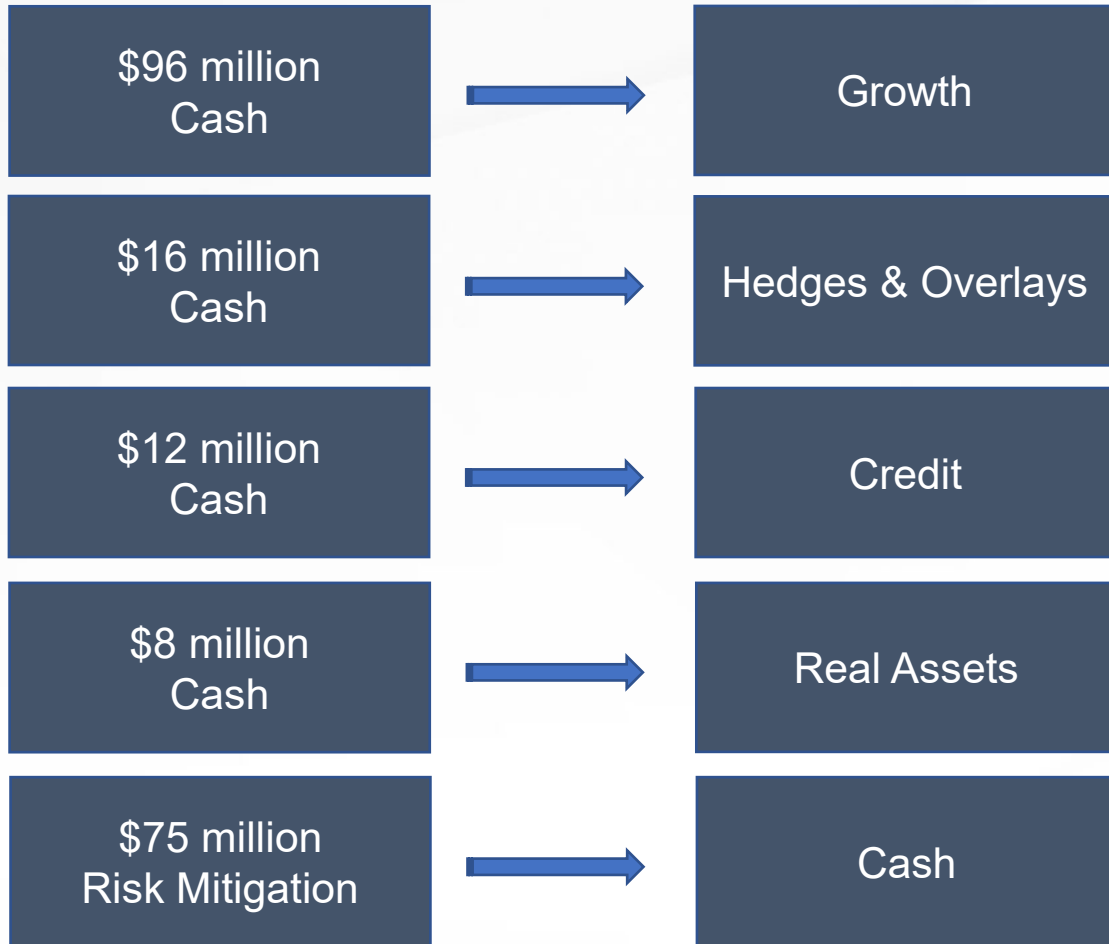 $96 million
Cash
Growth
$16 million
Cash
Hedges & Overlays
$12 million
Cash
Credit
$8 million
Cash
Real Assets
$75 million
Risk Mitigation
Cash